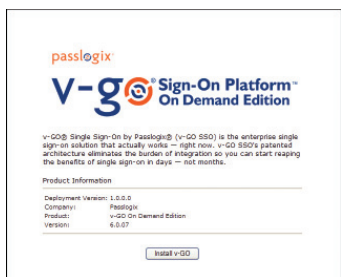 passlogix
v-go® Sign-On Platform™
On Demand Edition
v-GO® Single Sign-On by Passlogix® (v-GO SSO) is the enterprise single
sign-on solution that actually works — right now. v-GO SSO's patented
architecture eliminates the burden of integration so you can start reaping
the benefits of single sign-on in days — not months.
Product Information
Deployment Version: 1.0.0.0
Company: Passlogix
Product: v-GO On Demand Edition
Version: 6.0.07
Install v-GO